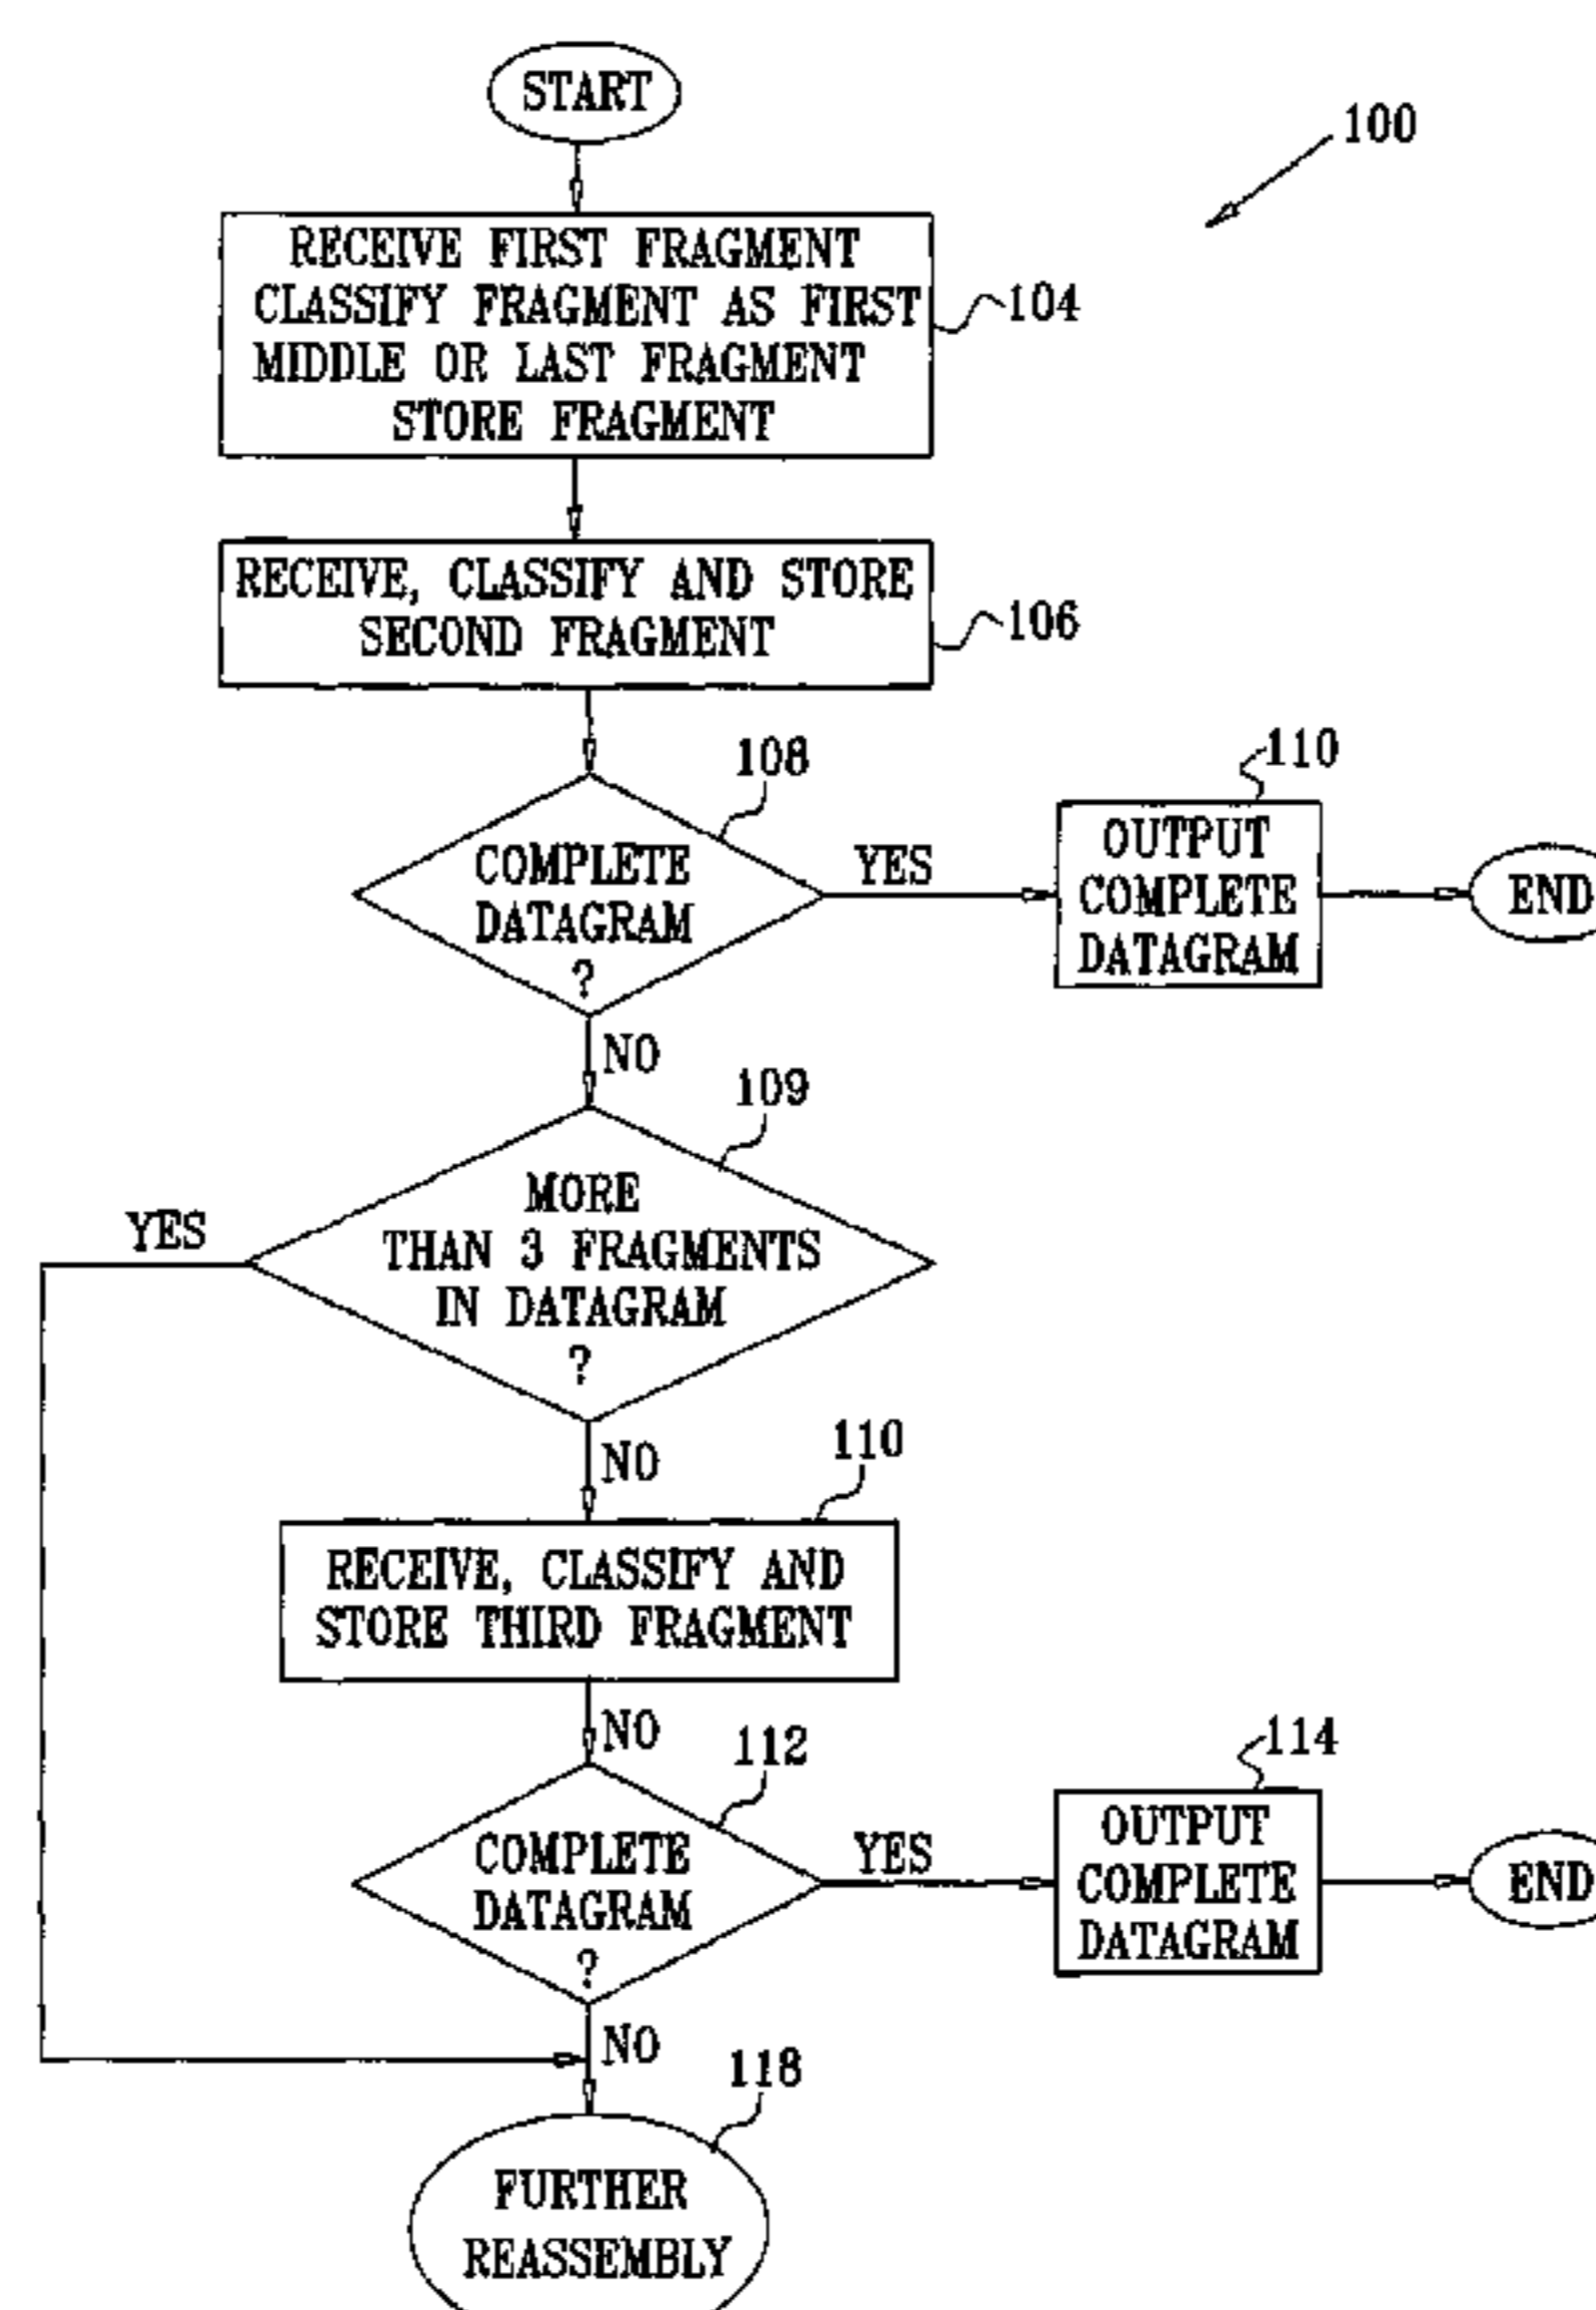 START
100
RECEIVE FIRST FRAGMENT
CLASSIFY FRAGMENT AS FIRST
MIDDLE OR LAST FRAGMENT
STORE FRAGMENT
104
RECEIVE, CLASSIFY AND STORE
SECOND FRAGMENT
106
108
COMPLETE
DATAGRAM
?
YES
110
OUTPUT
COMPLETE
DATAGRAM
END
NO
109
MORE
THAN 3 FRAGMENTS
IN DATAGRAM
?
YES
NO
110
RECEIVE, CLASSIFY AND
STORE THIRD FRAGMENT
NO
112
COMPLETE
DATAGRAM
?
YES
114
OUTPUT
COMPLETE
DATAGRAM
END
NO
118
FURTHER
REASSEMBLY